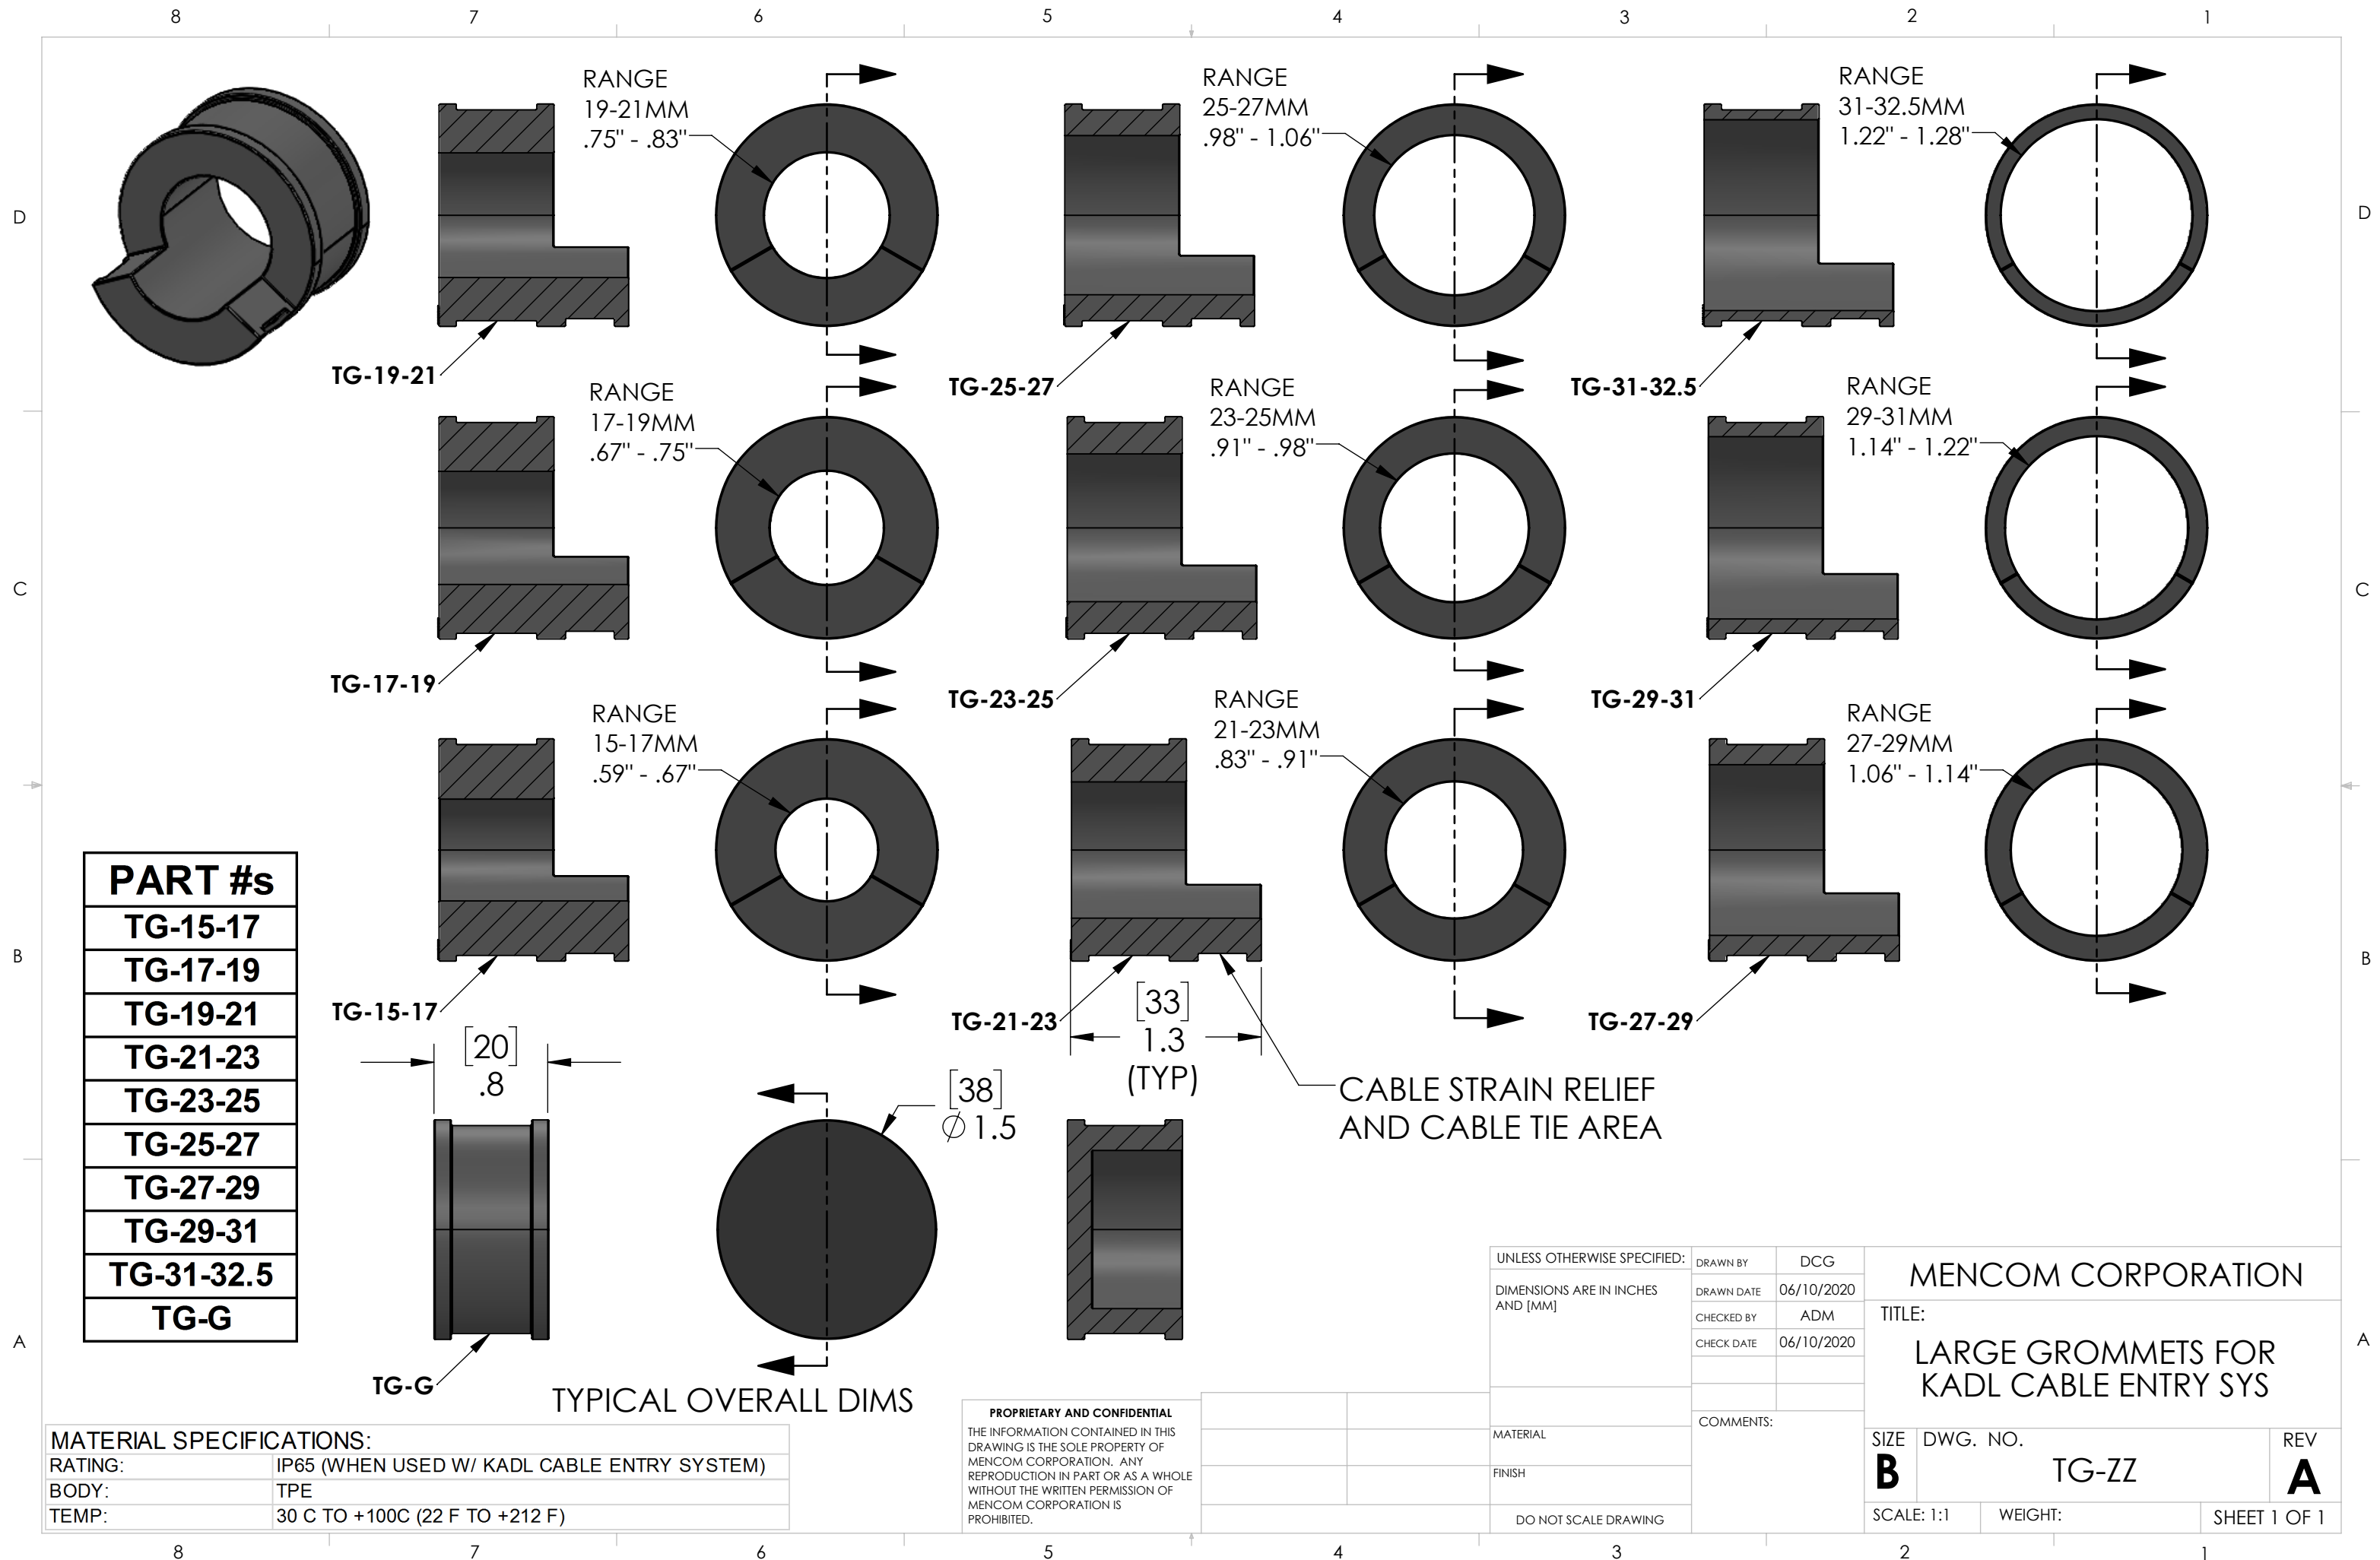 8 7 6 5 4 3 2 1
D
D
C
C
B
B
A
A
RANGE
19-21MM
.75" - .83"
TG-19-21
RANGE
25-27MM
.98" - 1.06"
TG-25-27
RANGE
31-32.5MM
1.22" - 1.28"
TG-31-32.5
RANGE
17-19MM
.67" - .75"
TG-17-19
RANGE
23-25MM
.91" - .98"
TG-23-25
RANGE
29-31MM
1.14" - 1.22"
TG-29-31
RANGE
15-17MM
.59" - .67"
TG-15-17
RANGE
21-23MM
.83" - .91"
TG-21-23
RANGE
27-29MM
1.06" - 1.14"
TG-27-29
PART #s
TG-15-17
TG-17-19
TG-19-21
TG-21-23
TG-23-25
TG-25-27
TG-27-29
TG-29-31
TG-31-32.5
TG-G
[20]
.8
[38]
∅ 1.5
[33]
1.3
(TYP)
CABLE STRAIN RELIEF
AND CABLE TIE AREA
TG-G
TYPICAL OVERALL DIMS
MATERIAL SPECIFICATIONS:
RATING: IP65 (WHEN USED W/ KADL CABLE ENTRY SYSTEM)
BODY: TPE
TEMP: 30 C TO +100C (22 F TO +212 F)
PROPRIETARY AND CONFIDENTIAL
THE INFORMATION CONTAINED IN THIS
DRAWING IS THE SOLE PROPERTY OF
MENCOM CORPORATION. ANY
REPRODUCTION IN PART OR AS A WHOLE
WITHOUT THE WRITTEN PERMISSION OF
MENCOM CORPORATION IS
PROHIBITED.
UNLESS OTHERWISE SPECIFIED:
DIMENSIONS ARE IN INCHES
AND [MM]
MATERIAL
FINISH
DO NOT SCALE DRAWING
DRAWN BY DCG
DRAWN DATE 06/10/2020
CHECKED BY ADM
CHECK DATE 06/10/2020
COMMENTS:
MENCOM CORPORATION
TITLE:
LARGE GROMMETS FOR
KADL CABLE ENTRY SYS
SIZE
B
DWG. NO.
TG-ZZ
REV
A
SCALE: 1:1 WEIGHT: SHEET 1 OF 1
8 7 6 5 4 3 2 1